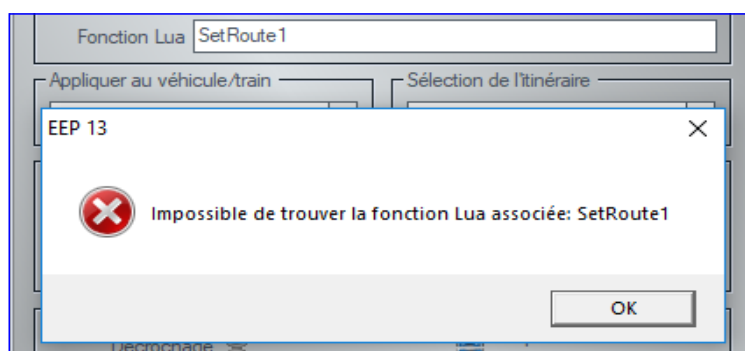 Fonction Lua SetRoute1
Appliquer au véhicule/train Sélection de l'itinéraire
EEP 13
Impossible de trouver la fonction Lua associée: SetRoute1
OK
Décrochage